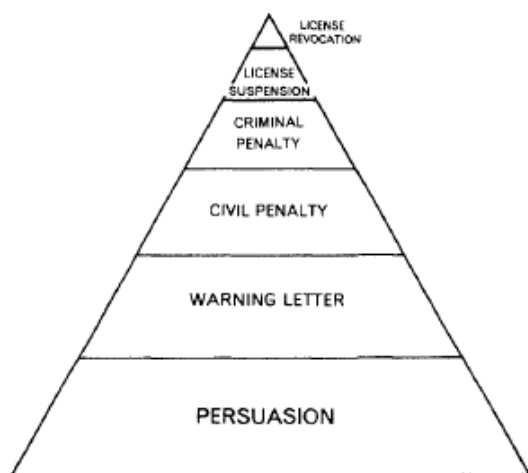 LICENSE
REVOCATION
LICENSE
SUSPENSION
CRIMINAL
PENALTY
CIVIL PENALTY
WARNING LETTER
PERSUASION